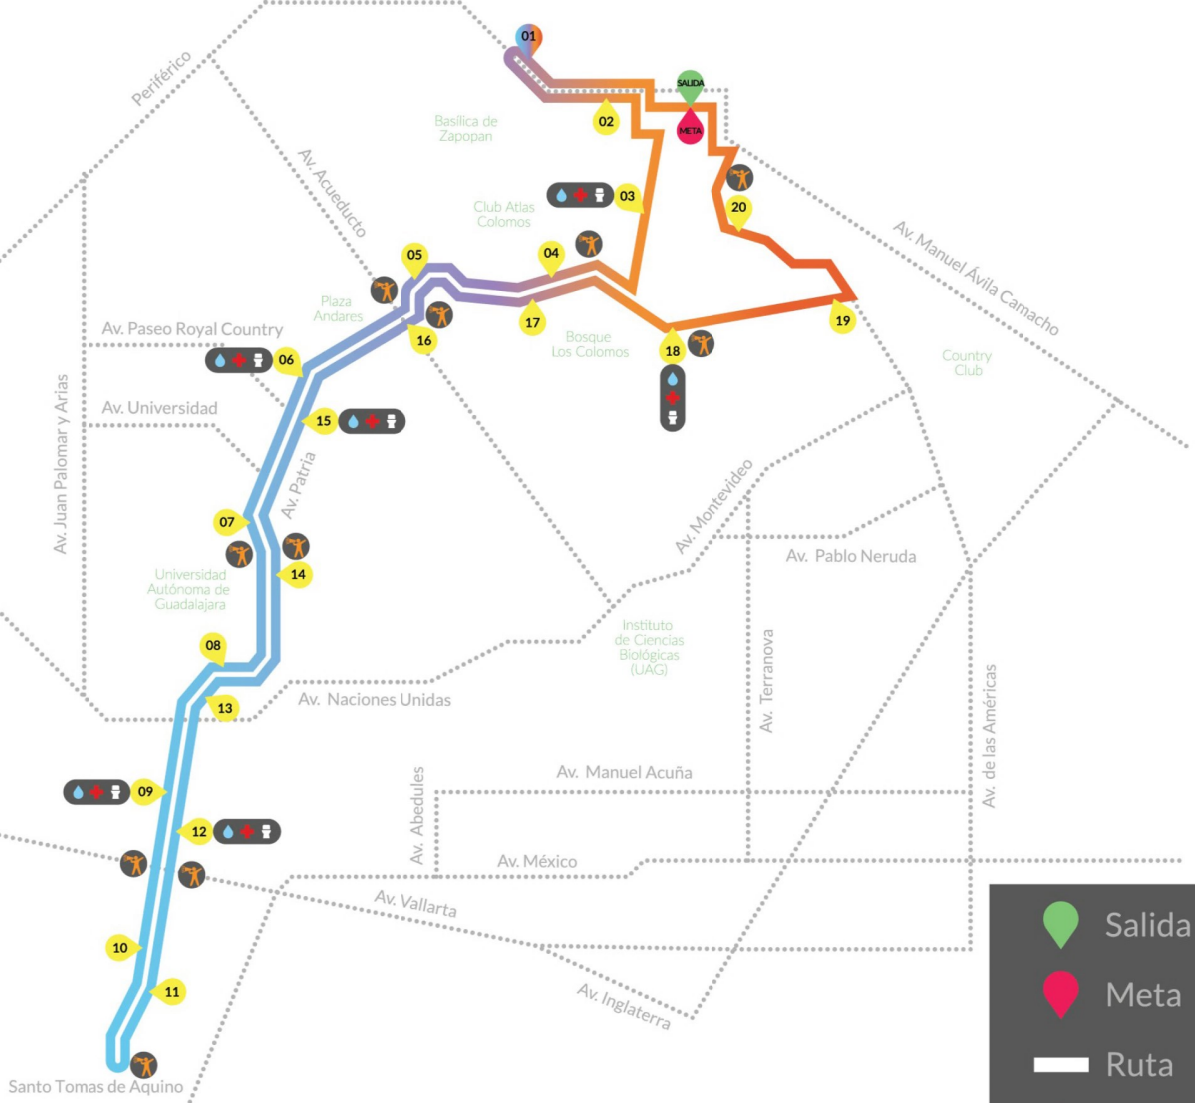 01
SALIDA
META
02
Periférico
Basílica de
Zapopan
Av. Acueducto
03
20
Club Atlas
Colomos
Av. Manuel Ávila Camacho
04
05
Plaza
Andares
17
19
16
Bosque
Los Colomos
18
Av. Paseo Royal Country
06
Country
Club
Av. Universidad
15
Av. Juan Palomar y Arias
Av. Patria
07
Av. Montevideo
Av. Pablo Neruda
14
Universidad
Autónoma de
Guadalajara
08
Instituto
de Ciencias
Biológicas
(UAG)
Av. Terranova
13
Av. Naciones Unidas
Av. de las Américas
Av. Manuel Acuña
09
Av. Abedules
12
Av. México
Av. Vallarta
10
11
Av. Inglaterra
Santo Tomas de Aquino
Salida
Meta
Ruta